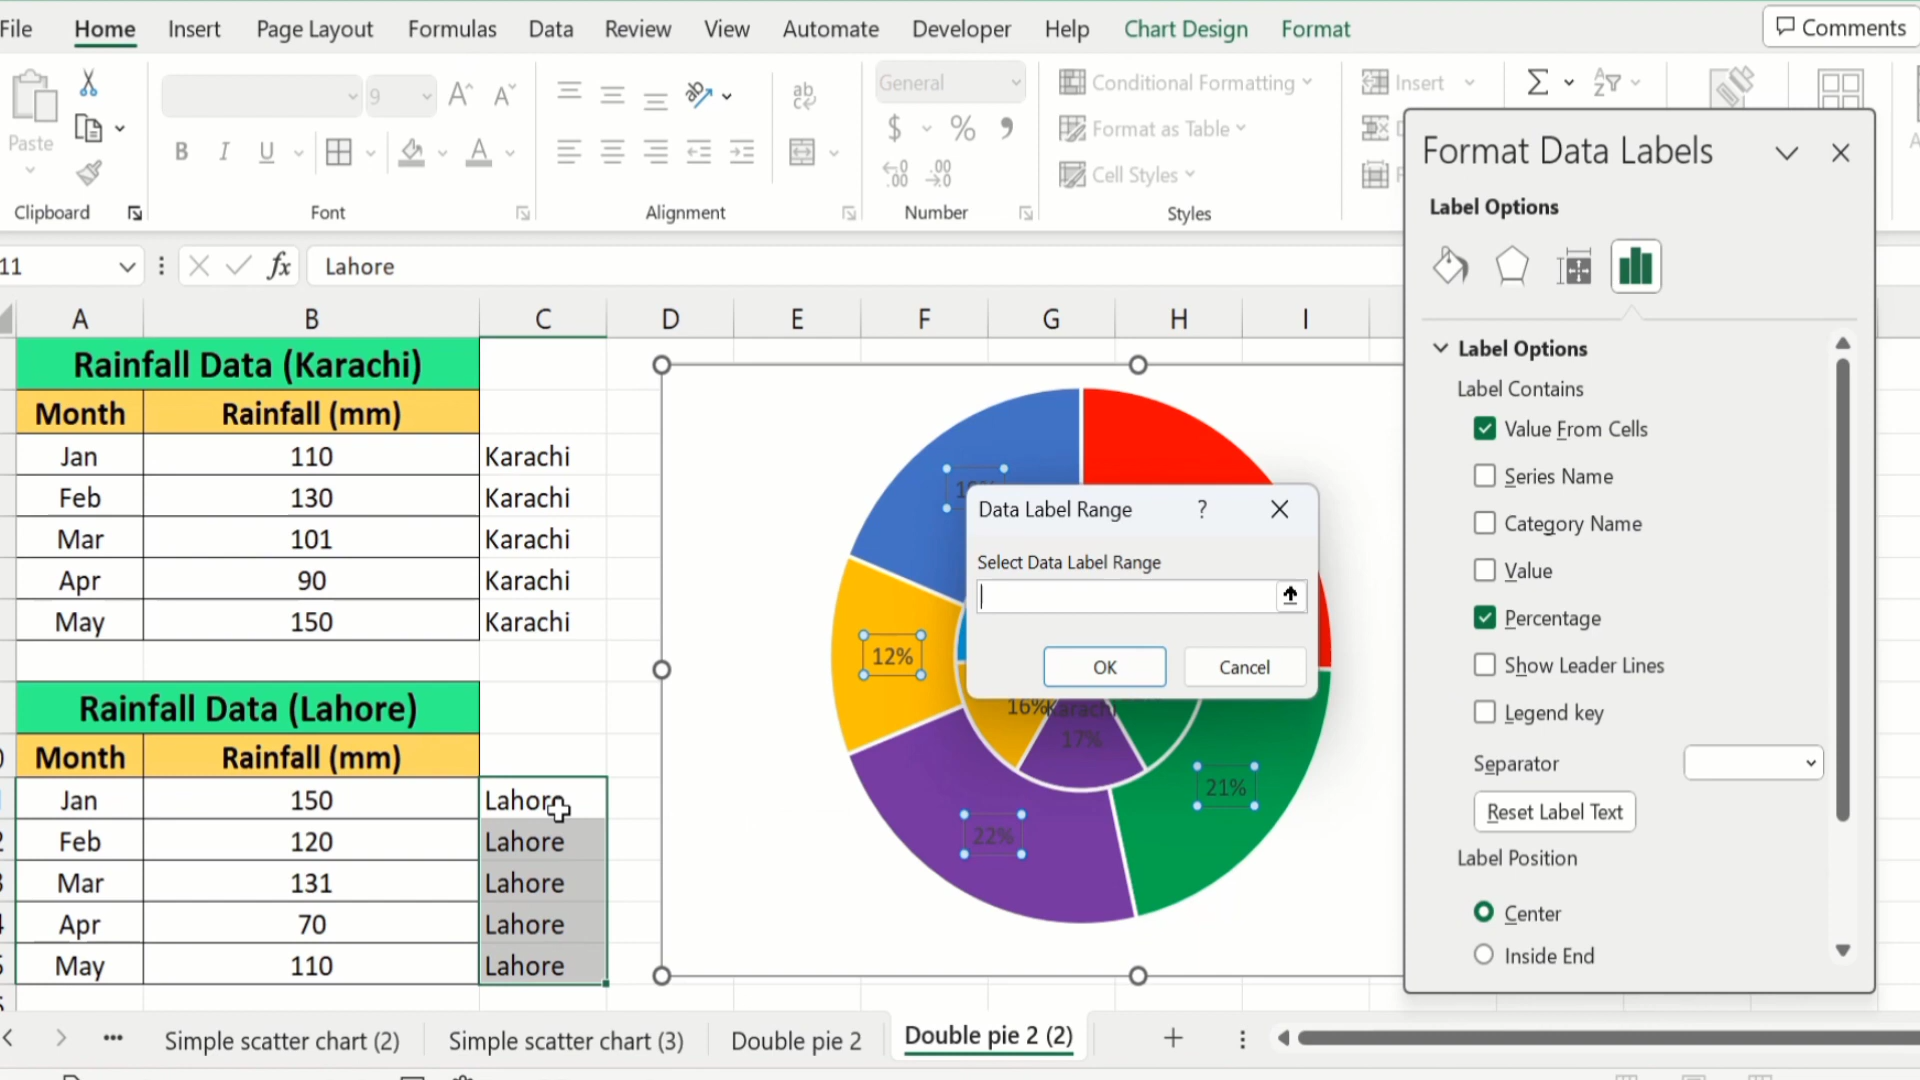 File Home Insert Page Layout Formulas Data Review View Automate Developer Help Chart Design Format Comments
Paste
General
9
Conditional Formatting
Format as Table
Cell Styles
Insert
B I U
$ % 9
Clipboard Font Alignment Number Styles
11 fx Lahore
A B C D E F G H I
Rainfall Data (Karachi)
Month Rainfall (mm)
Jan 110 Karachi
Feb 130 Karachi
Mar 101 Karachi
Apr 90 Karachi
May 150 Karachi
Rainfall Data (Lahore)
Month Rainfall (mm)
Jan 150 Lahore
Feb 120 Lahore
Mar 131 Lahore
Apr 70 Lahore
May 110 Lahore
12%
22%
21%
16%
Karachi
17%
Data Label Range ?
Select Data Label Range
OK Cancel
Format Data Labels
Label Options
Label Options
Label Contains
Value From Cells
Series Name
Category Name
Value
Percentage
Show Leader Lines
Legend key
Separator
Reset Label Text
Label Position
Center
Inside End
Simple scatter chart (2) Simple scatter chart (3) Double pie 2 Double pie 2 (2)